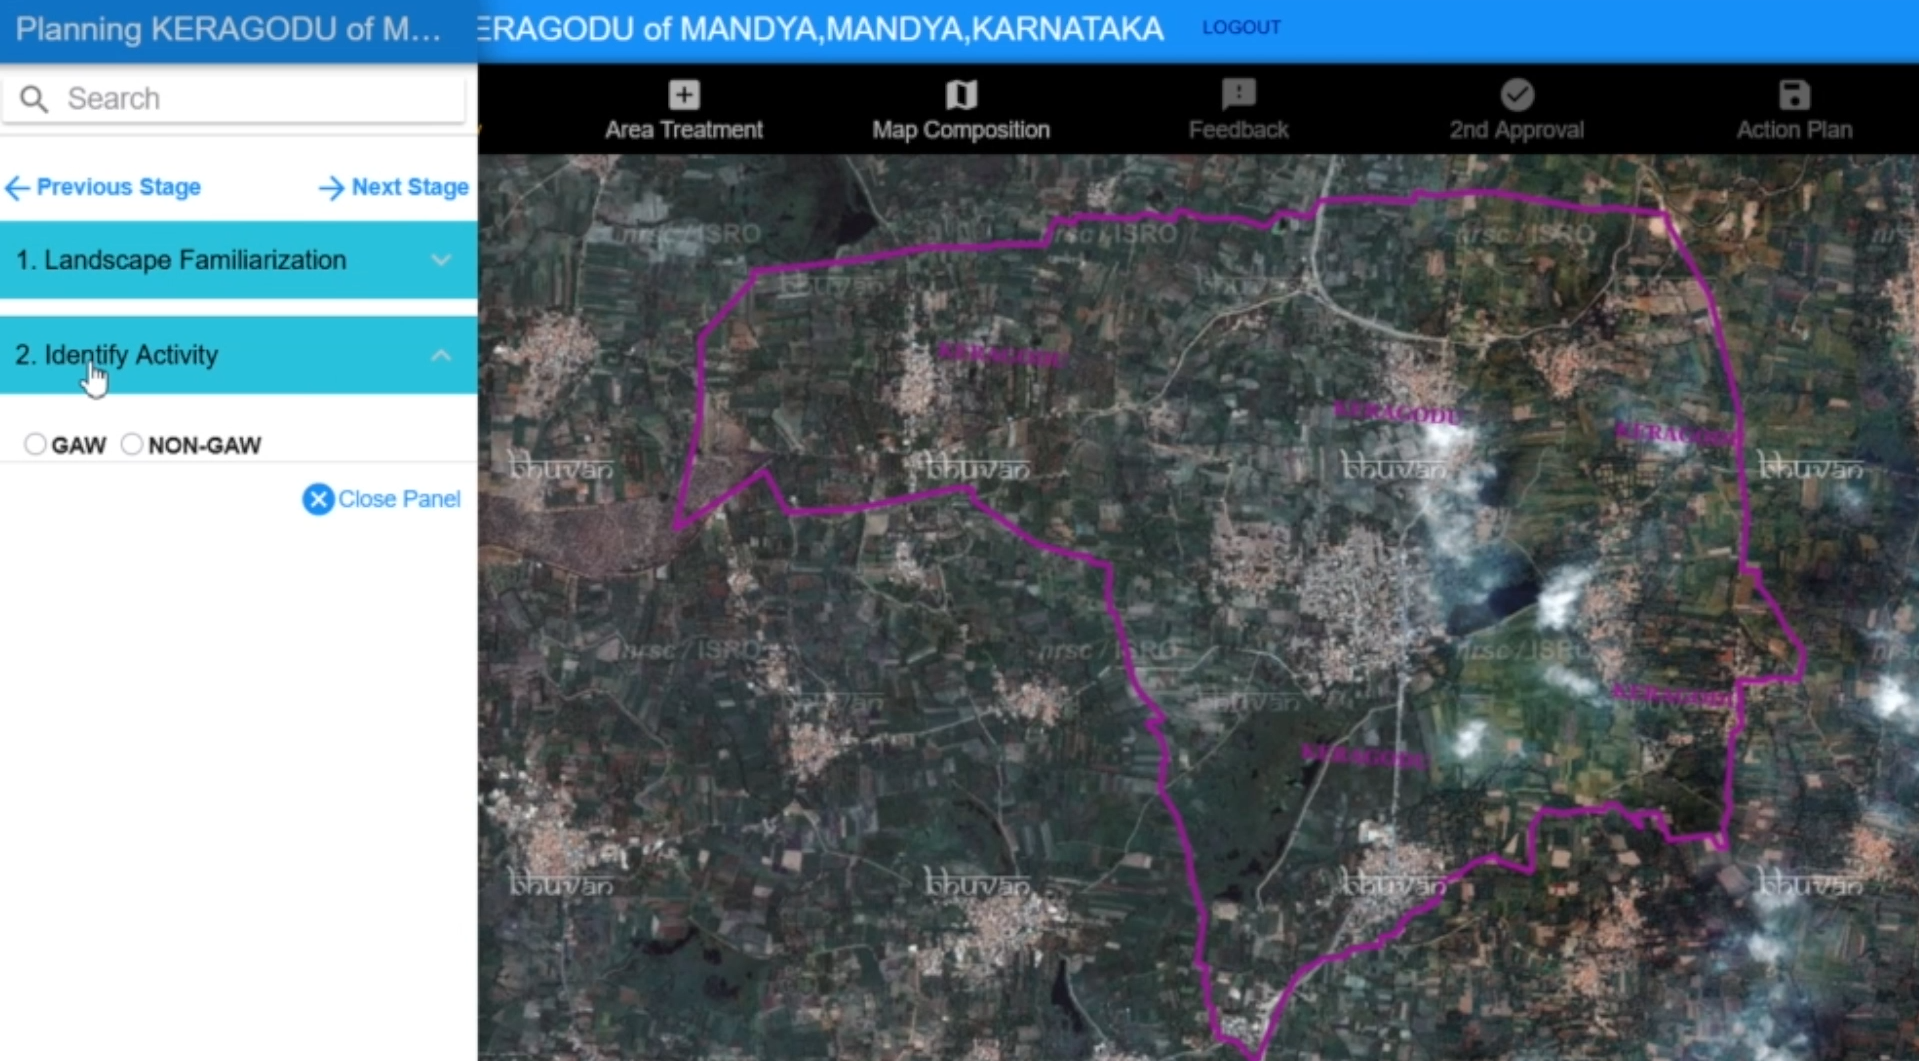 Planning KERAGODU of M...
ERAGODU of MANDYA,MANDYA,KARNATAKA
LOGOUT
Search
Area Treatment
Map Composition
Feedback
2nd Approval
Action Plan
Previous Stage
Next Stage
1. Landscape Familiarization
2. Identify Activity
GAW
NON-GAW
Close Panel
nrsc / ISRO
nrsc / ISRO
nrsc / ISRO
nrs
bhuvan
bhuvan
KERAGODU
KERAGODU
KERAGODU
bhuvan
bhuvan
bhuvan
bhuvan
nrsc / ISRO
nrsc / ISRO
nrsc / ISRO
nrs
bhuvan
bhuvan
KERAGODU
KERAGODU
bhuvan
bhuvan
bhuvan
bhuvan